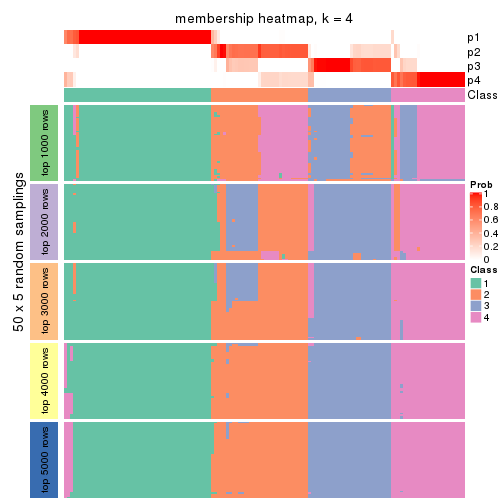 membership heatmap, k = 4
p1
p2
p3
p4
Class
50 x 5 random samplings
top 1000 rows
top 2000 rows
top 3000 rows
top 4000 rows
top 5000 rows
Prob
1
0.8
0.6
0.4
0.2
0
Class
1
2
3
4